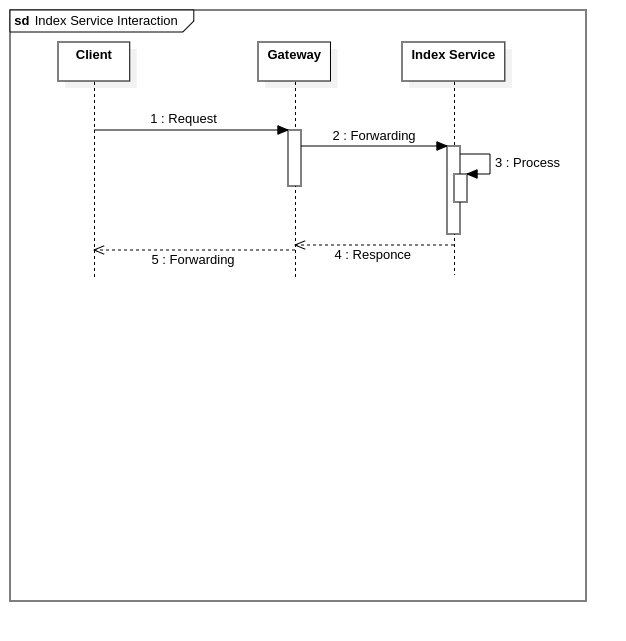 sd Index Service Interaction
Client Gateway Index Service
1 : Request
2 : Forwarding
3 : Process
4 : Responce
5 : Forwarding